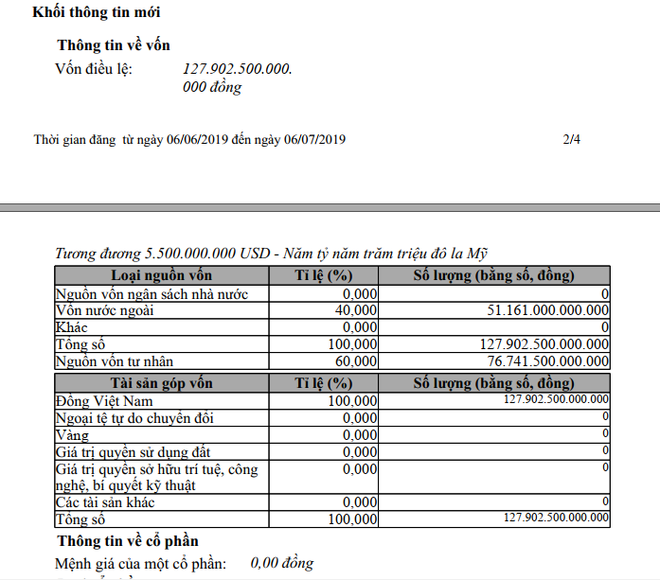 Khối thông tin mới
Thông tin về vốn
Vốn điều lệ: 127.902.500.000.
000 đồng
Thời gian đăng từ ngày 06/06/2019 đến ngày 06/07/2019 2/4
Tương đương 5.500.000.000 USD - Năm tỷ năm trăm triệu đô la Mỹ
Loại nguồn vốn Tỉ lệ (%) Số lượng (bằng số, đồng)
Nguồn vốn ngân sách nhà nước 0,000 0
Vốn nước ngoài 40,000 51.161.000.000.000
Khác 0,000 0
Tổng số 100,000 127.902.500.000.000
Nguồn vốn tư nhân 60,000 76.741.500.000.000
Tài sản góp vốn Tỉ lệ (%) Số lượng (bằng số, đồng)
Đồng Việt Nam 100,000 127.902.500.000.000
Ngoại tệ tự do chuyển đổi 0,000 0
Vàng 0,000 0
Giá trị quyền sử dụng đất 0,000 0
Giá trị quyền sở hữu trí tuệ, công 0,000 0
nghệ, bí quyết kỹ thuật
Các tài sản khác 0,000 0
Tổng số 100,000 127.902.500.000.000
Thông tin về cổ phần
Mệnh giá của một cổ phần: 0,00 đồng